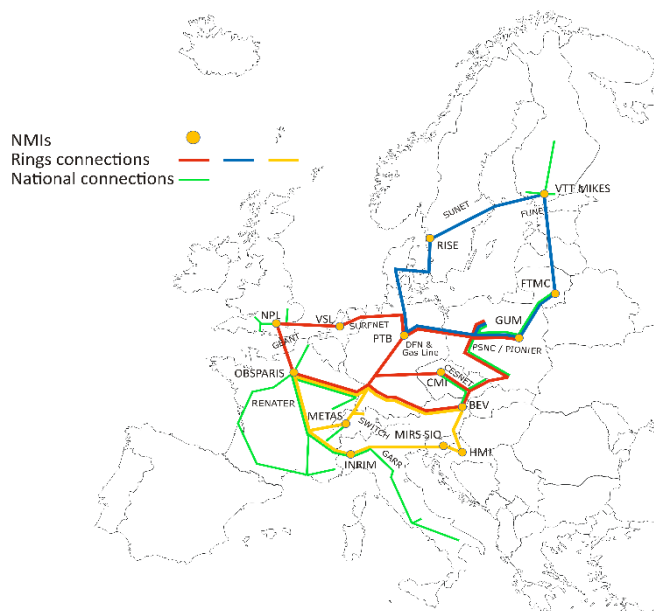 NMIs
Rings connections
National connections
VTT MIKES
SUNET
FUNE
RISE
FTMC
NPL
VSL
SURFNET
GUM
GEANT
PTB
DFN &
Gas Line
PSNC / PIONIER
OBSPARIS
CESNET
CMI
RENATER
BEV
METAS
SWITCH
MIRS SIQ
HMI
INRIM
GARR